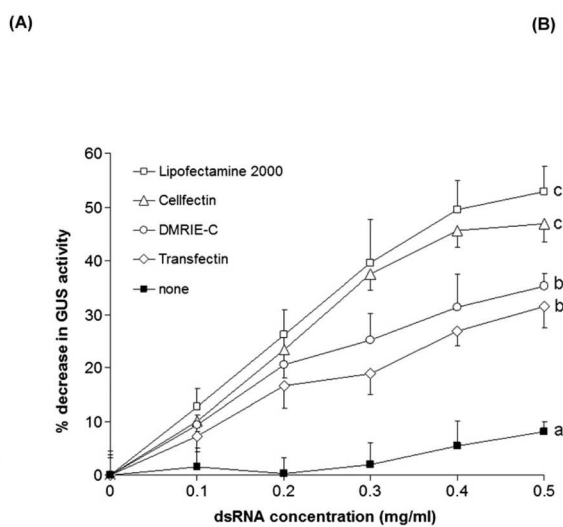 (A)
(B)
60
50
40
30
20
10
0
% decrease in GUS activity
Lipofectamine 2000
Cellfectin
DMRIE-C
Transfectin
none
c
c
b
b
a
0
0.1
0.2
0.3
0.4
0.5
dsRNA concentration (mg/ml)